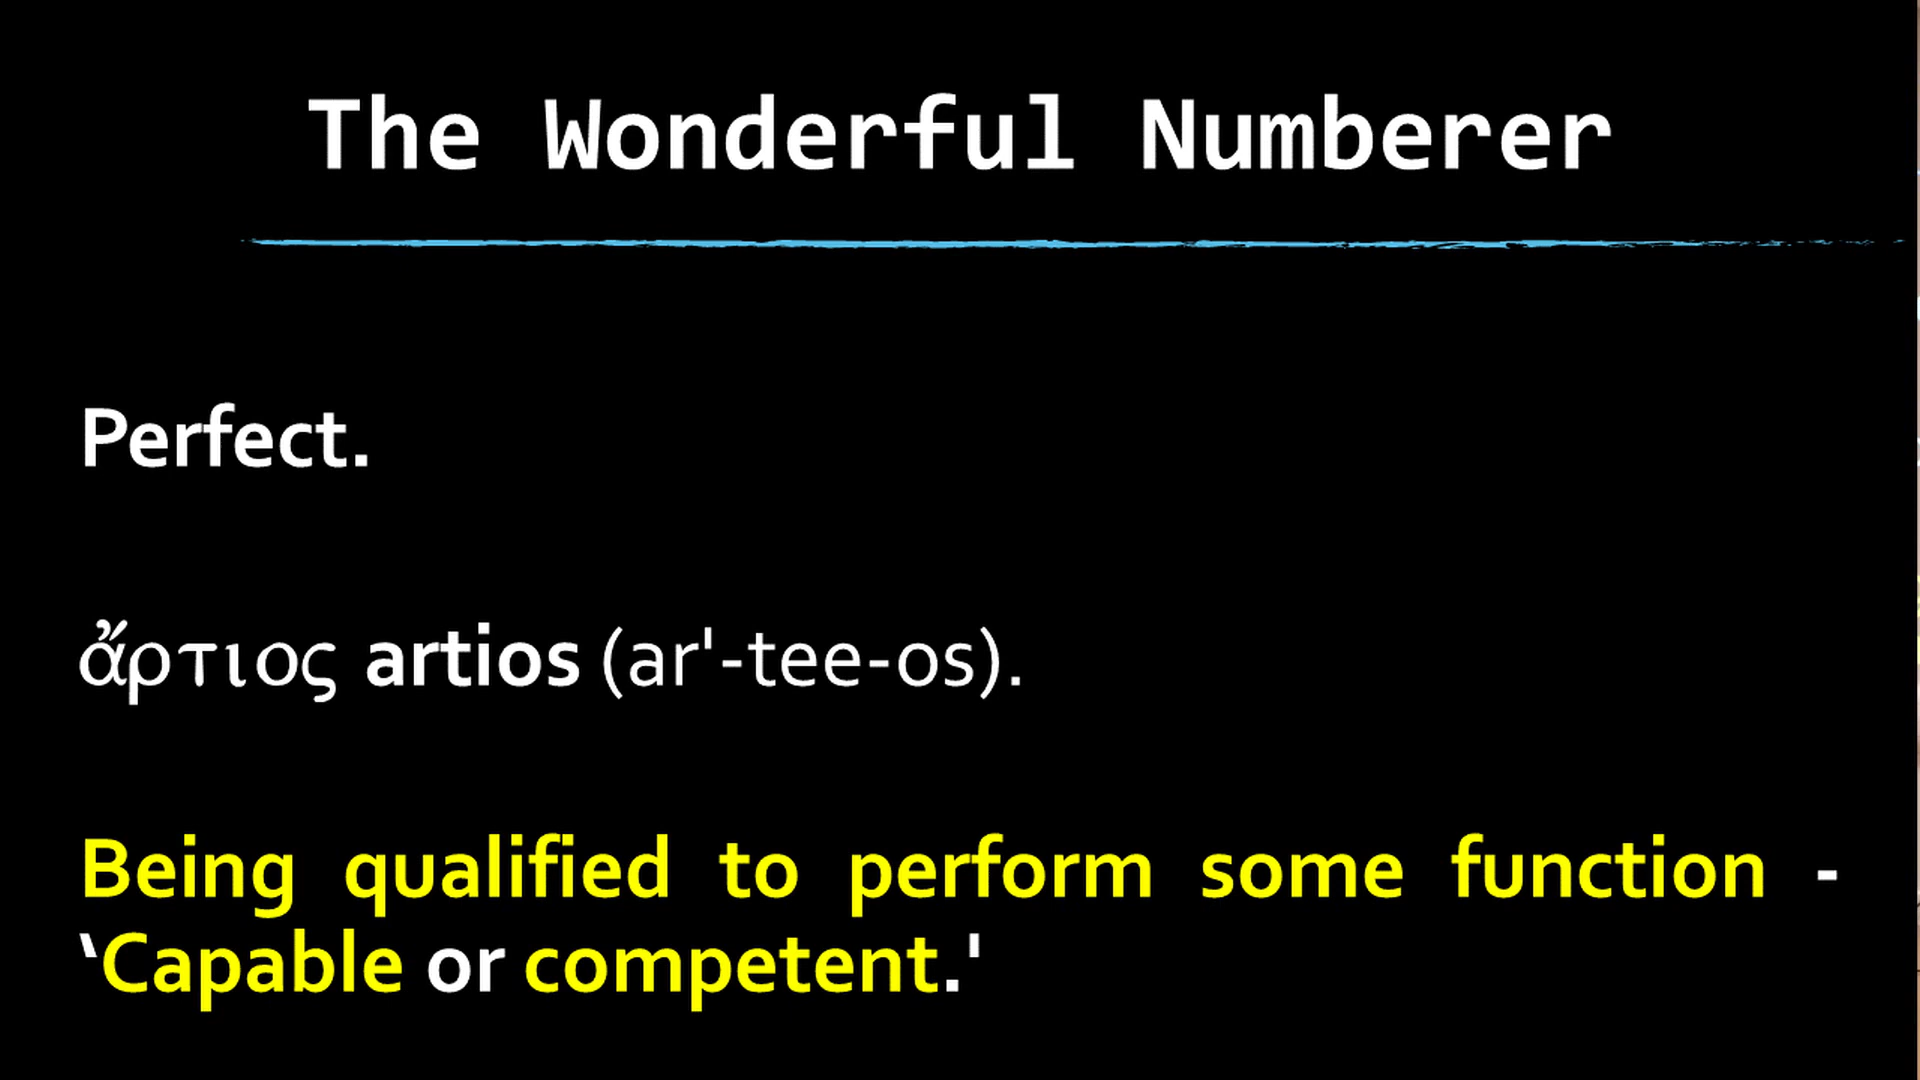 The Wonderful Numberer
Perfect.
ἄρτιος artios (ar'-tee-os).
Being qualified to perform some function -
‘Capable or competent.'